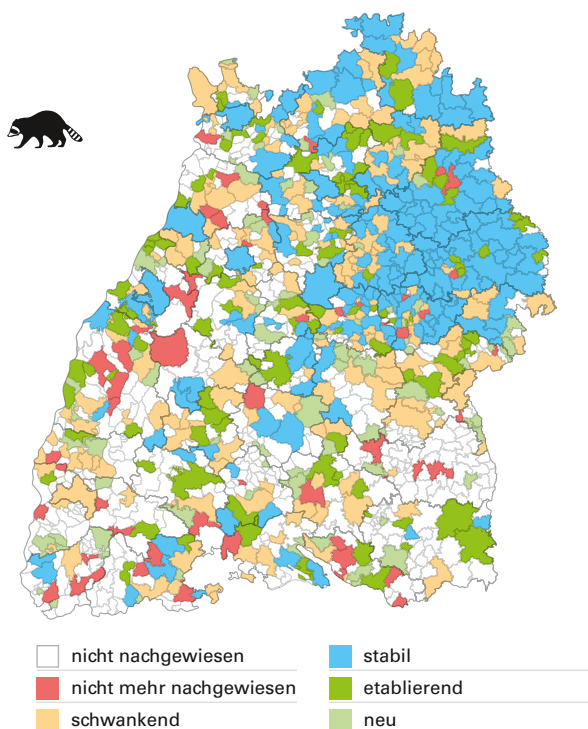 nicht nachgewiesen
nicht mehr nachgewiesen
schwankend
stabil
etablierend
neu